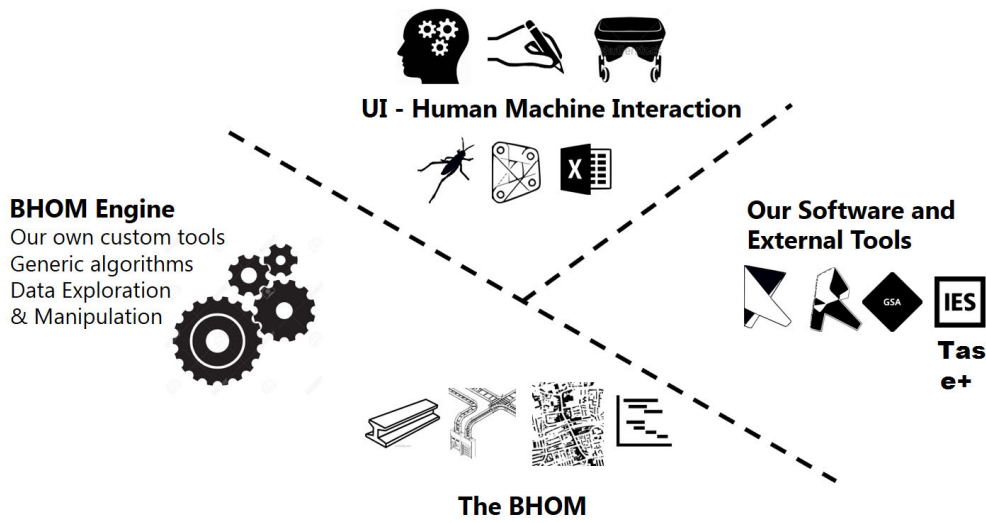 UI - Human Machine Interaction
X
BHOM Engine
Our own custom tools
Generic algorithms
Data Exploration
& Manipulation
Our Software and
External Tools
GSA
IES
Tas
e+
The BHOM